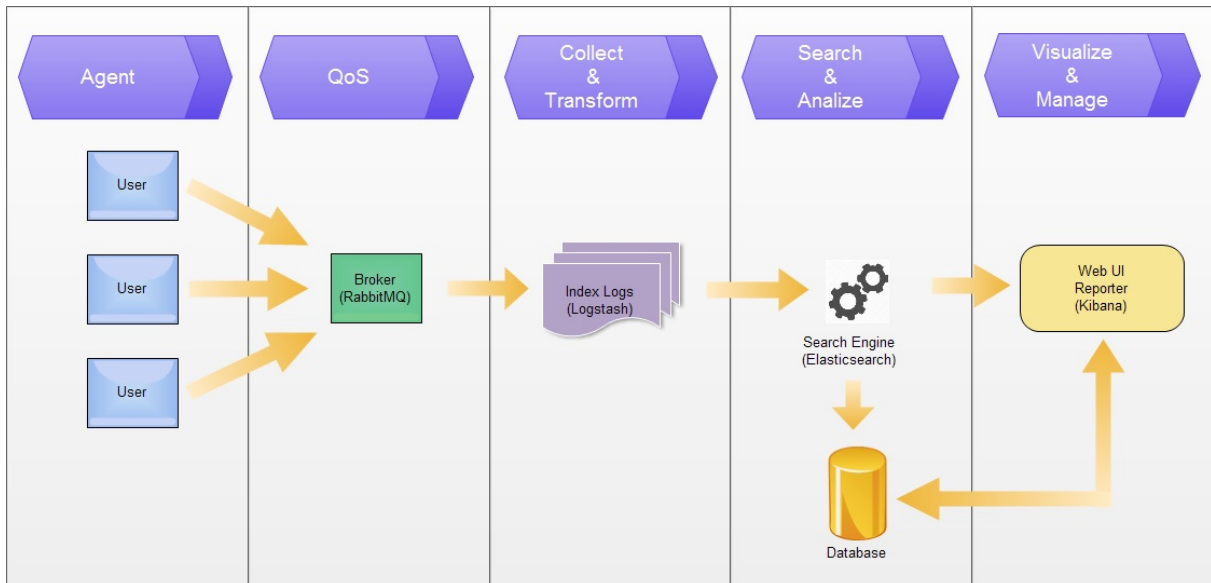 Agent
QoS
Collect
&
Transform
Search
&
Analize
Visualize
&
Manage
User
User
User
Broker
(RabbitMQ)
Index Logs
(Logstash)
Search Engine
(Elasticsearch)
Database
Web UI
Reporter
(Kibana)